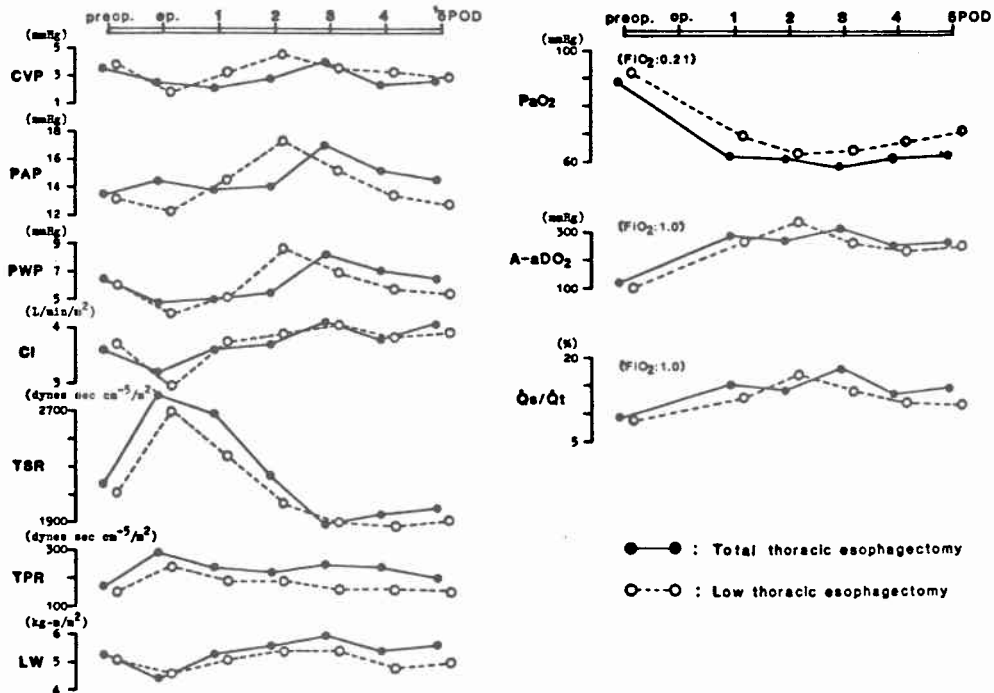 preop. op. 1 2 3 4 5POD
(mmHg)
CVP
5
3
1
(mmHg)
PAP
18
16
14
12
(mmHg)
PWP
9
7
5
(L/min/m²)
CI
4
3
(dynes sec cm⁻⁵/m²)
TSR
2700
1900
(dynes sec cm⁻⁵/m²)
TPR
300
100
(kg-m/m²)
LW
6
5
4
preop. op. 1 2 3 4 5POD
(mmHg)
PaO₂
100
60
(FIO₂:0.21)
(mmHg)
A-aDO₂
300
100
(FIO₂:1.0)
(%)
Q̇s/Q̇t
20
5
(FIO₂:1.0)
: Total thoracic esophagectomy
: Low thoracic esophagectomy